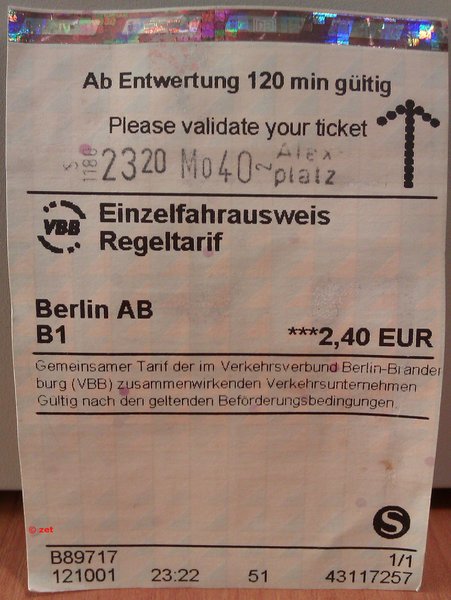 Ab Entwertung 120 min gültig
Please validate your ticket
S 1180 2320 Mo40~ Alex-
platz
VBB Einzelfahrausweis
Regeltarif
Berlin AB
B1 ***2,40 EUR
Gemeinsamer Tarif der im Verkehrsverbund Berlin-Branden
burg (VBB) zusammenwirkenden Verkehrsunternehmen
Gültig nach den geltenden Beförderungsbedingungen.
S
© zet
B89717 1/1
121001 23:22 51 43117257